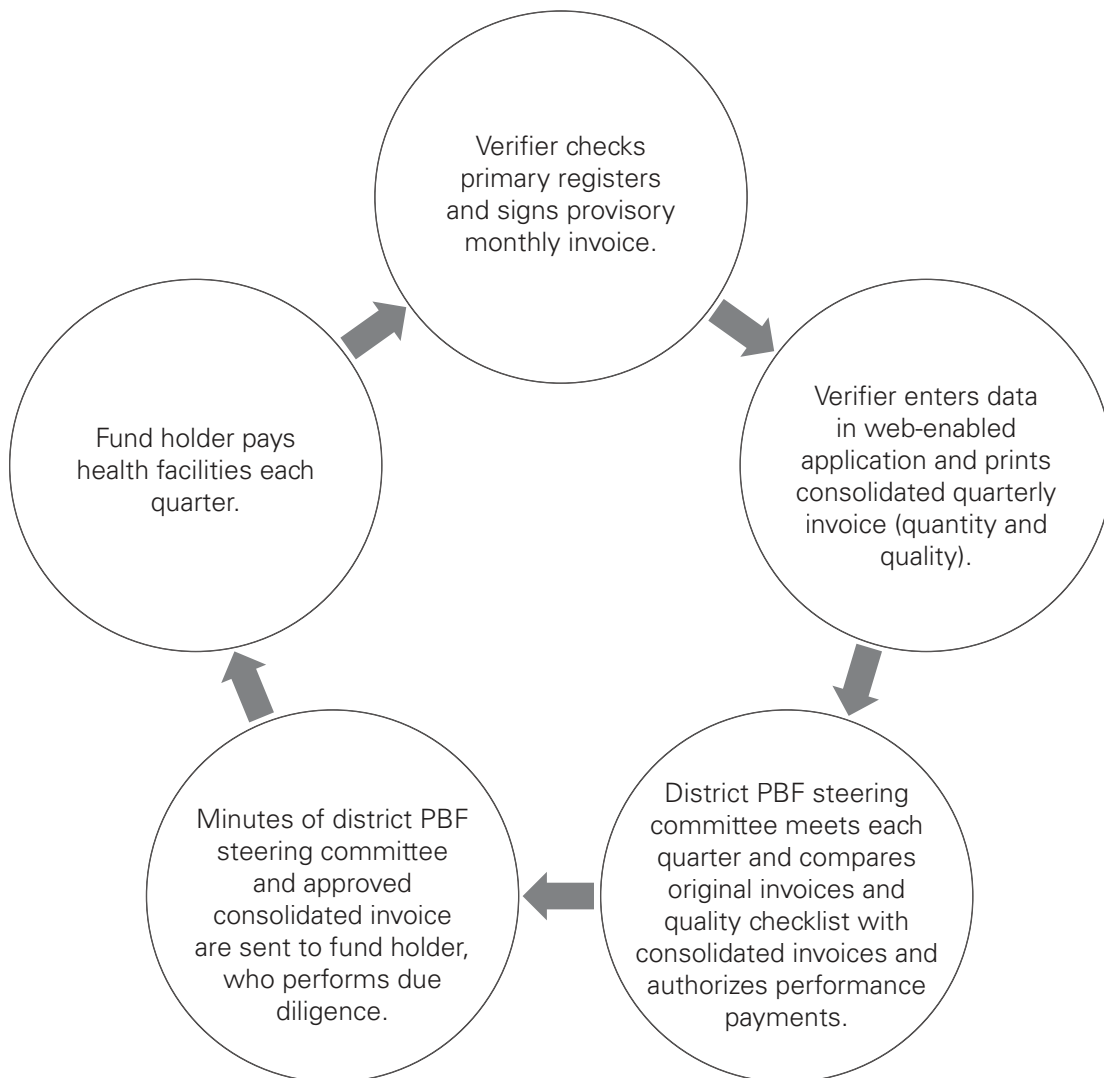 Verifier checks
primary registers
and signs provisory
monthly invoice.
Verifier enters data
in web-enabled
application and prints
consolidated quarterly
invoice (quantity and
quality).
District PBF steering
committee meets each
quarter and compares
original invoices and
quality checklist with
consolidated invoices and
authorizes performance
payments.
Minutes of district PBF
steering committee
and approved
consolidated invoice
are sent to fund holder,
who performs due
diligence.
Fund holder pays
health facilities each
quarter.